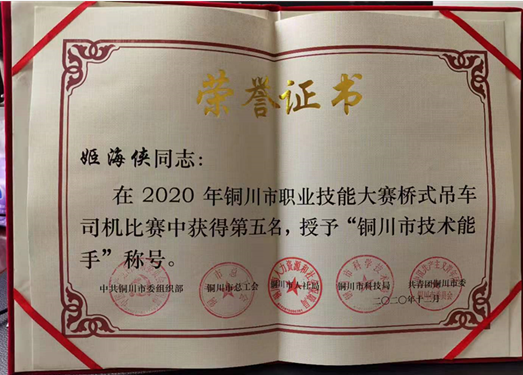 荣誉证书
姬海侠同志：
在 2020 年铜川市职业技能大赛桥式吊车
司机比赛中获得第五名，授予“铜川市技术能
手”称号。
中共铜川市委组织部 铜川市总工会 铜川市人社局 铜川市科技局 共青团铜川市委
二〇二〇年十二月